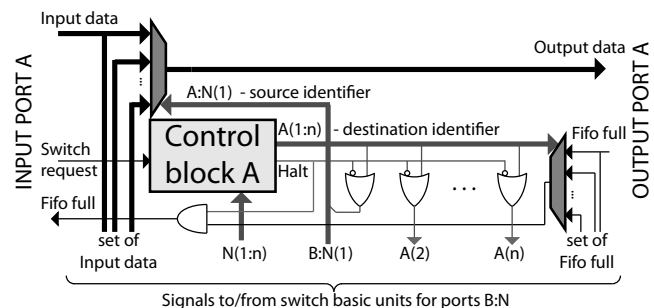 Input data
Output data
INPUT PORT A
OUTPUT PORT A
A:N(1) - source identifier
Control
block A
A(1:n) - destination identifier
Fifo full
Switch
request
Halt
Fifo full
set of
Input data
N(1:n)
B:N(1)
A(2)
A(n)
set of
Fifo full
Signals to/from switch basic units for ports B:N